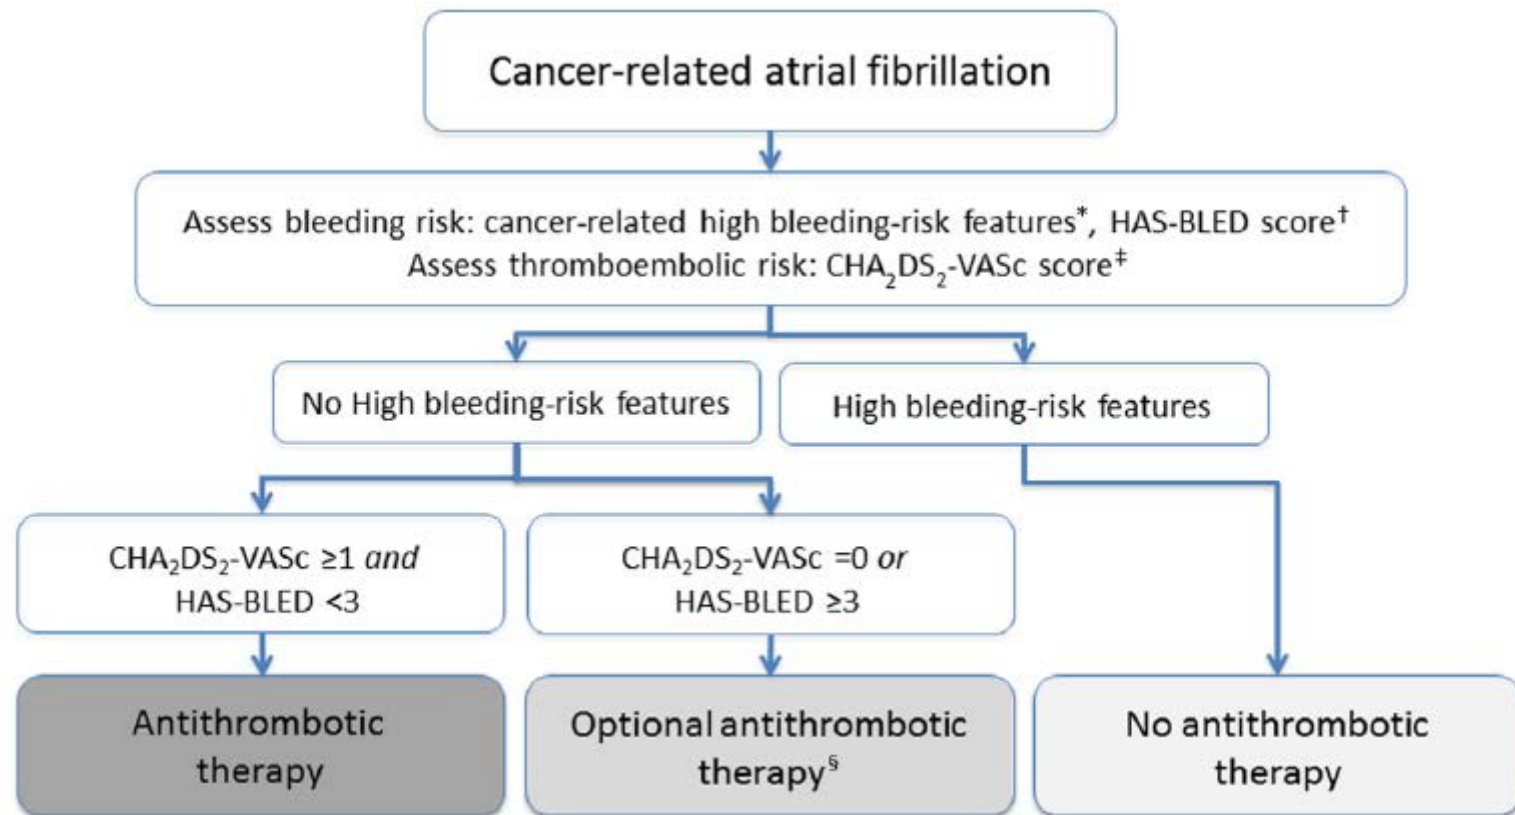 Cancer-related atrial fibrillation
Assess bleeding risk: cancer-related high bleeding-risk features*, HAS-BLED score†
Assess thromboembolic risk: CHA₂DS₂-VASc score‡
No High bleeding-risk features
High bleeding-risk features
CHA₂DS₂-VASc ≥1 and
HAS-BLED <3
CHA₂DS₂-VASc =0 or
HAS-BLED ≥3
Antithrombotic
therapy
Optional antithrombotic
therapy§
No antithrombotic
therapy